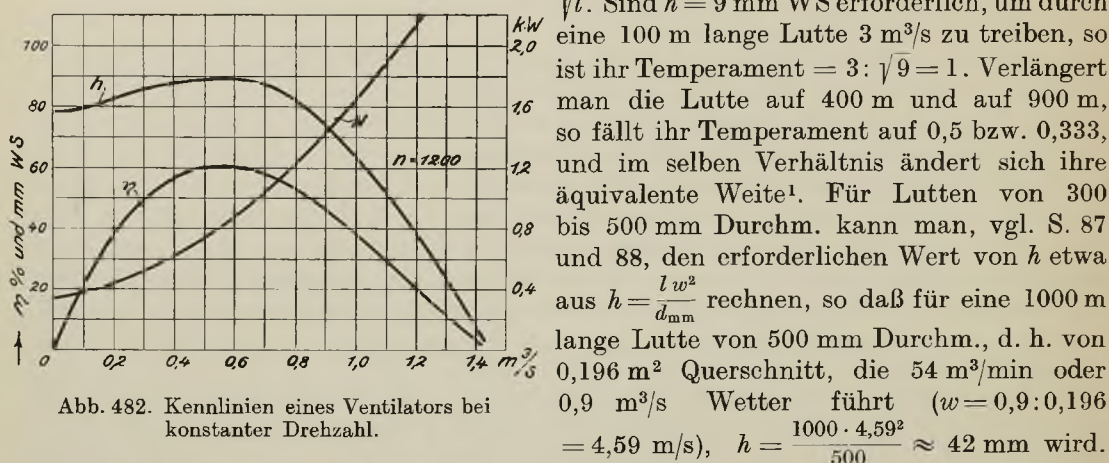 √l. Sind h = 9 mm WS erforderlich, um durch
eine 100 m lange Lutte 3 m³/s zu treiben, so
ist ihr Temperament = 3 : √9 = 1. Verlängert
man die Lutte auf 400 m und auf 900 m,
so fällt ihr Temperament auf 0,5 bzw. 0,333,
und im selben Verhältnis ändert sich ihre
äquivalente Weite¹. Für Lutten von 300
bis 500 mm Durchm. kann man, vgl. S. 87
und 88, den erforderlichen Wert von h etwa
aus h = l w² / d_mm rechnen, so daß für eine 1000 m
lange Lutte von 500 mm Durchm., d. h. von
0,196 m² Querschnitt, die 54 m³/min oder
0,9 m³/s Wetter führt (w = 0,9 : 0,196
= 4,59 m/s), h = 1000 · 4,59² / 500 ≈ 42 mm wird.
kW
100
2,0
h
80
1,6
N
n=1200
60
1,2
η
40
0,8
20
0,4
η % und mm WS
0 0,2 0,4 0,6 0,8 1,0 1,2 1,4 m³/s
Abb. 482. Kennlinien eines Ventilators bei
konstanter Drehzahl.